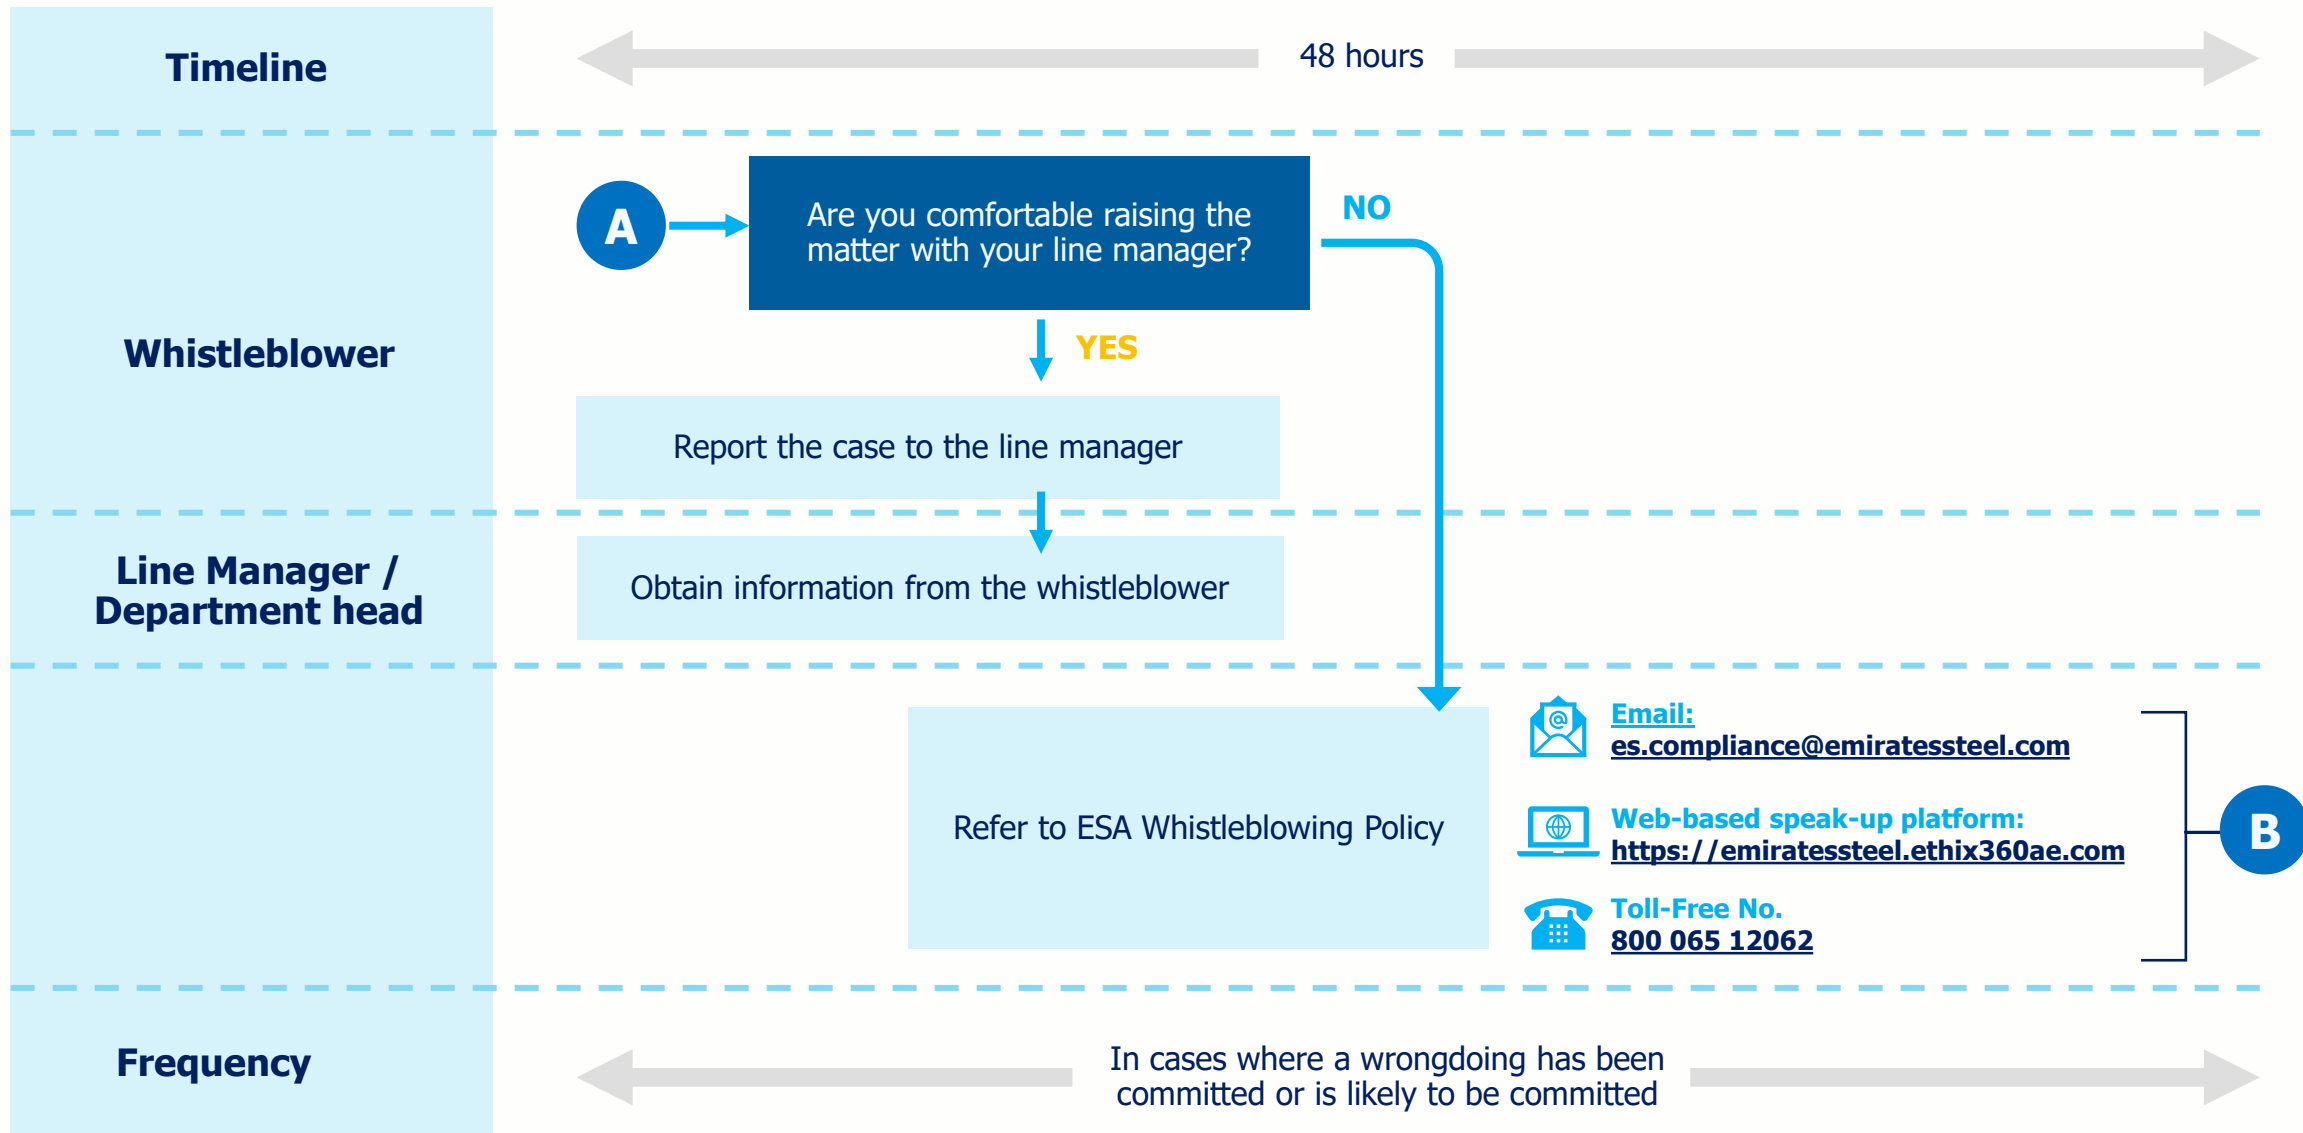 Timeline
48 hours
A
Are you comfortable raising the
matter with your line manager?
NO
YES
Whistleblower
Report the case to the line manager
Line Manager /
Department head
Obtain information from the whistleblower
Refer to ESA Whistleblowing Policy
Email:
es.compliance@emiratessteel.com
Web-based speak-up platform:
https://emiratessteel.ethix360ae.com
Toll-Free No.
800 065 12062
B
Frequency
In cases where a wrongdoing has been
committed or is likely to be committed